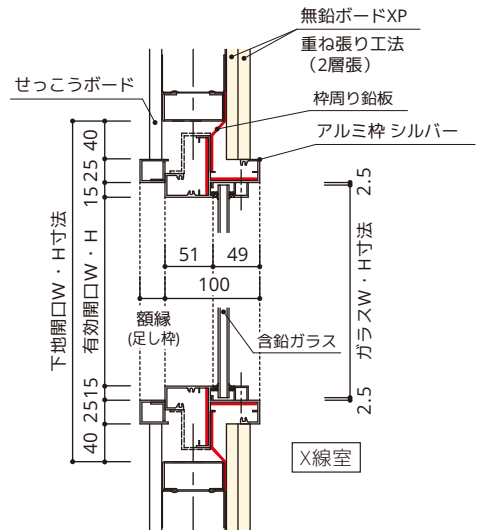 無鉛ボードXP
重ね張り工法
（2層張）
せっこうボード
枠周り鉛板
アルミ枠 シルバー
40
25
15
2.5
51
49
100
下地開口W・H寸法
有効開口W・H
ガラスW・H寸法
額縁
(足し枠)
含鉛ガラス
15
25
40
2.5
X線室